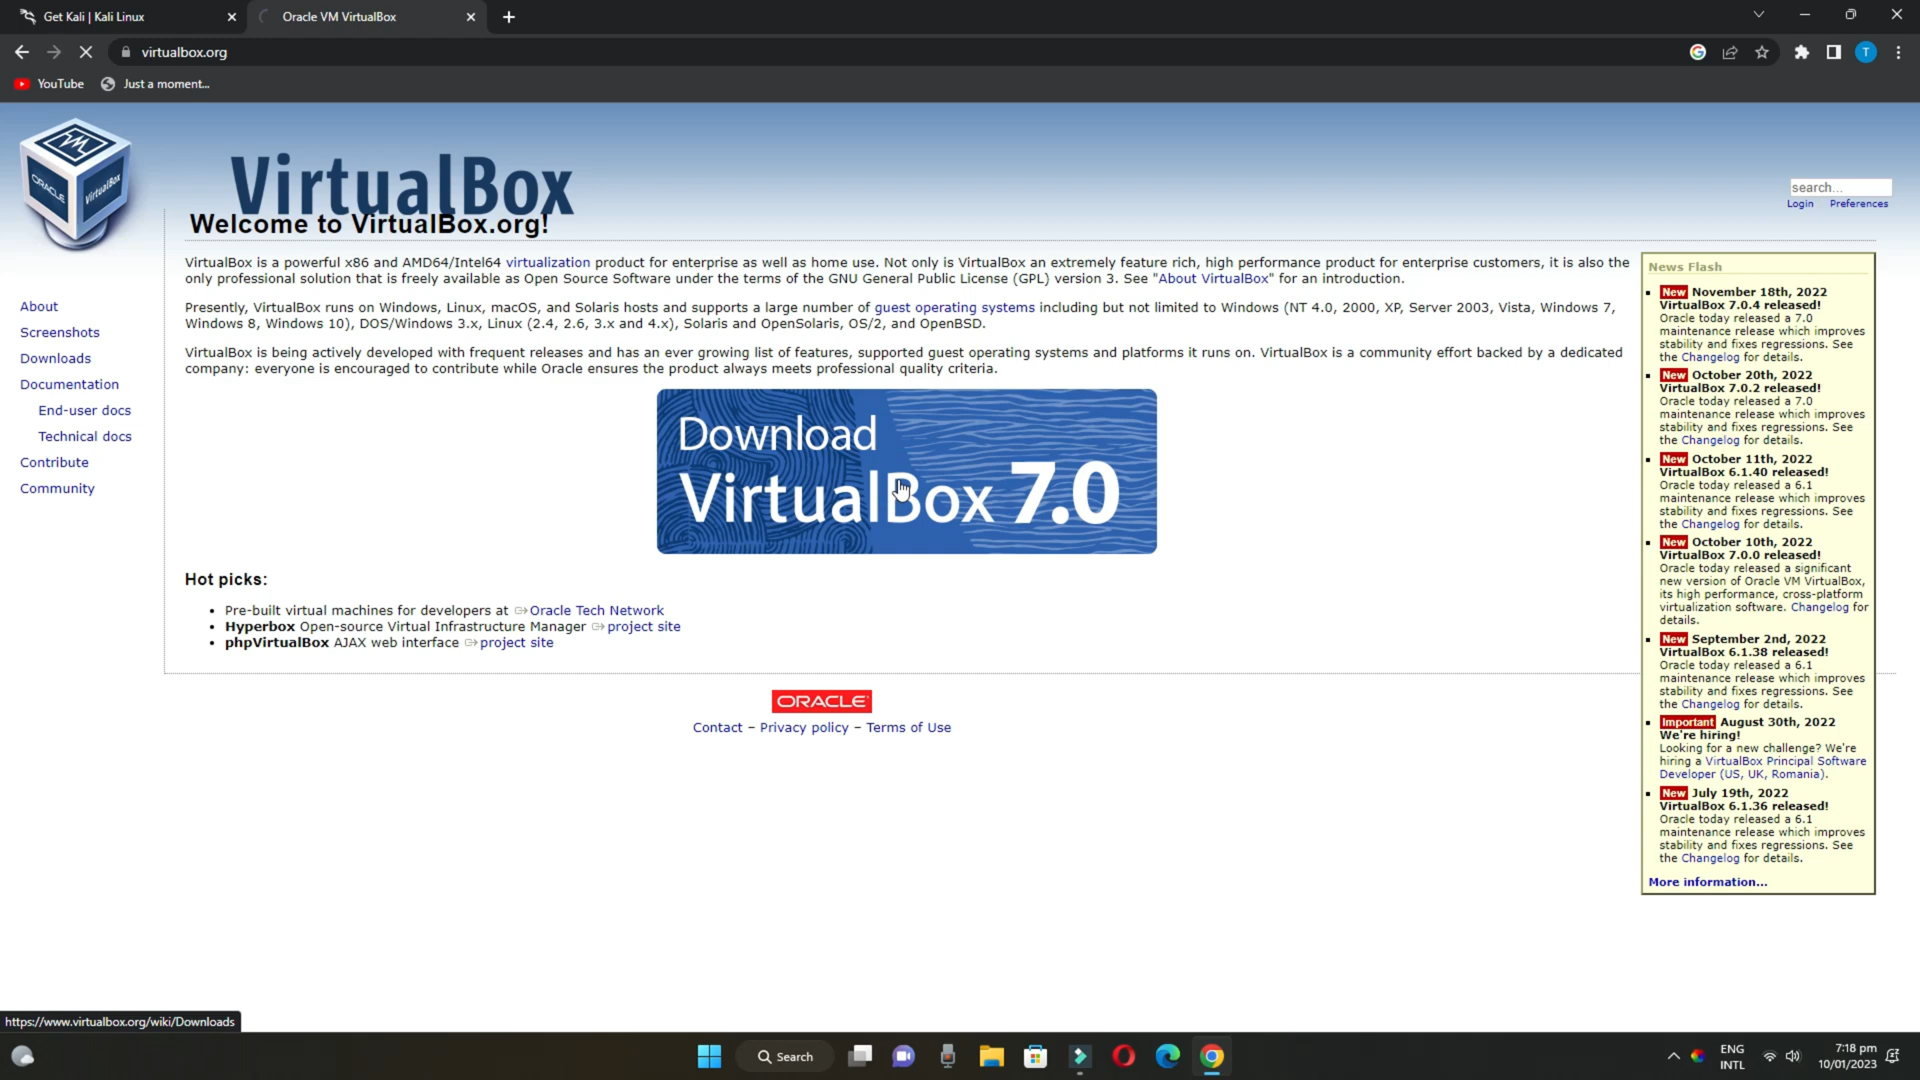 Get Kali | Kali Linux
Oracle VM VirtualBox
virtualbox.org
T
YouTube
Just a moment...
ORACLE
VirtualBox
VirtualBox
search...
Login Preferences
Welcome to VirtualBox.org!
VirtualBox is a powerful x86 and AMD64/Intel64 virtualization product for enterprise as well as home use. Not only is VirtualBox an extremely feature rich, high performance product for enterprise customers, it is also the
only professional solution that is freely available as Open Source Software under the terms of the GNU General Public License (GPL) version 3. See "About VirtualBox" for an introduction.
Presently, VirtualBox runs on Windows, Linux, macOS, and Solaris hosts and supports a large number of guest operating systems including but not limited to Windows (NT 4.0, 2000, XP, Server 2003, Vista, Windows 7,
Windows 8, Windows 10), DOS/Windows 3.x, Linux (2.4, 2.6, 3.x and 4.x), Solaris and OpenSolaris, OS/2, and OpenBSD.
VirtualBox is being actively developed with frequent releases and has an ever growing list of features, supported guest operating systems and platforms it runs on. VirtualBox is a community effort backed by a dedicated
company: everyone is encouraged to contribute while Oracle ensures the product always meets professional quality criteria.
About
Screenshots
Downloads
Documentation
End-user docs
Technical docs
Contribute
Community
Download
VirtualBox 7.0
Hot picks:
Pre-built virtual machines for developers at Oracle Tech Network
Hyperbox Open-source Virtual Infrastructure Manager project site
phpVirtualBox AJAX web interface project site
ORACLE
Contact – Privacy policy – Terms of Use
News Flash
New November 18th, 2022
VirtualBox 7.0.4 released!
Oracle today released a 7.0
maintenance release which improves
stability and fixes regressions. See
the Changelog for details.
New October 20th, 2022
VirtualBox 7.0.2 released!
Oracle today released a 7.0
maintenance release which improves
stability and fixes regressions. See
the Changelog for details.
New October 11th, 2022
VirtualBox 6.1.40 released!
Oracle today released a 6.1
maintenance release which improves
stability and fixes regressions. See
the Changelog for details.
New October 10th, 2022
VirtualBox 7.0.0 released!
Oracle today released a significant
new version of Oracle VM VirtualBox,
its high performance, cross-platform
virtualization software. Changelog for
details.
New September 2nd, 2022
VirtualBox 6.1.38 released!
Oracle today released a 6.1
maintenance release which improves
stability and fixes regressions. See
the Changelog for details.
Important August 30th, 2022
We're hiring!
Looking for a new challenge? We're
hiring a VirtualBox Principal Software
Developer (US, UK, Romania).
New July 19th, 2022
VirtualBox 6.1.36 released!
Oracle today released a 6.1
maintenance release which improves
stability and fixes regressions. See
the Changelog for details.
More information...
https://www.virtualbox.org/wiki/Downloads
Search
ENG
INTL
7:18 pm
10/01/2023